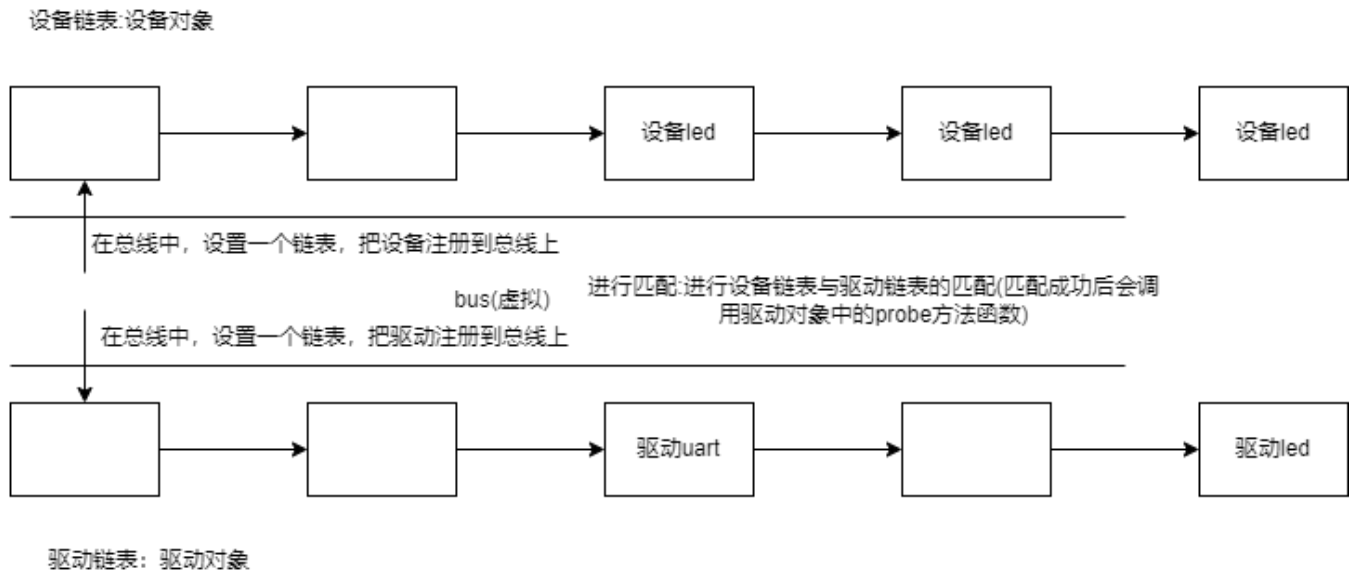 设备链表:设备对象
设备led
设备led
设备led
在总线中，设置一个链表，把设备注册到总线上
bus(虚拟)
进行匹配:进行设备链表与驱动链表的匹配(匹配成功后会调
用驱动对象中的probe方法函数)
在总线中，设置一个链表，把驱动注册到总线上
驱动uart
驱动led
驱动链表：驱动对象